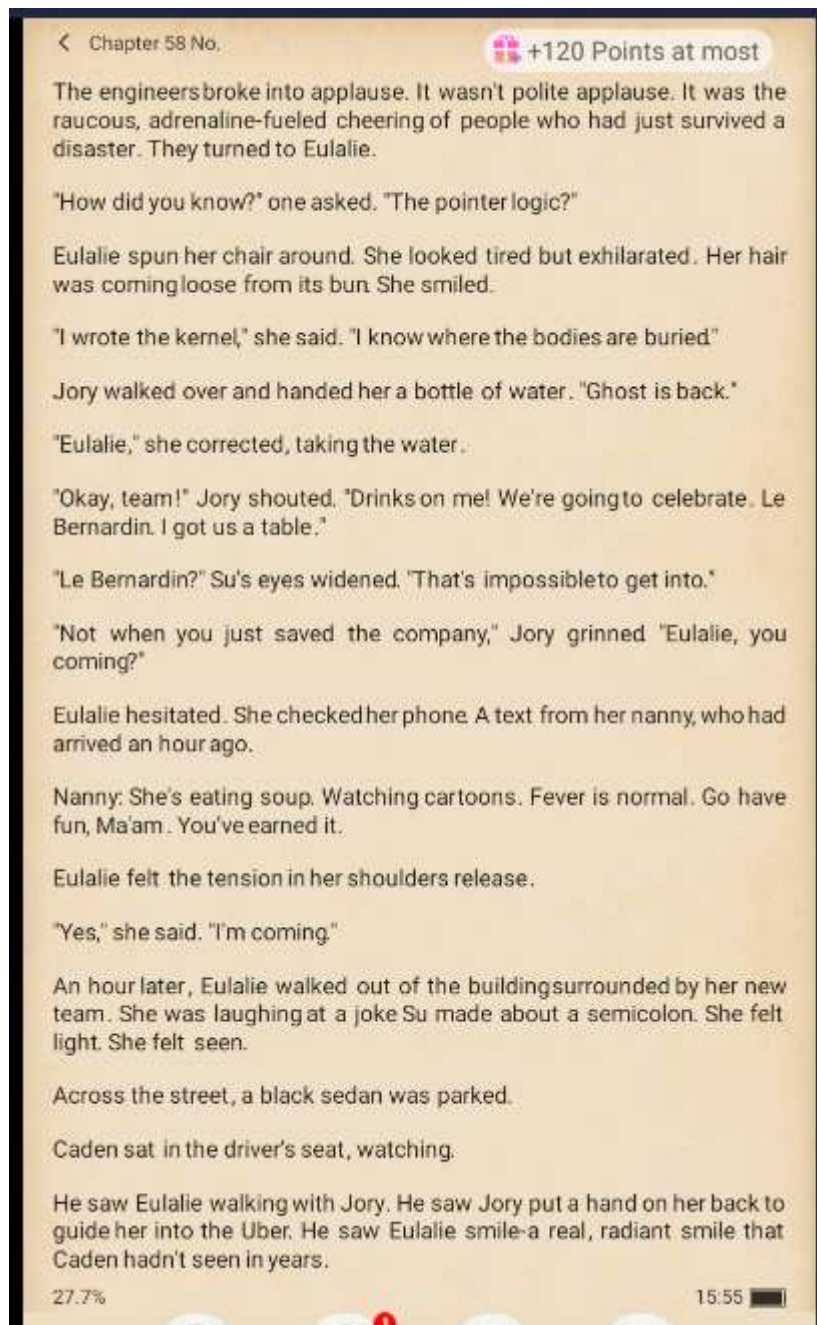 Chapter 58 No.
+120 Points at most
The engineers broke into applause. It wasn't polite applause. It was the
raucous, adrenaline-fueled cheering of people who had just survived a
disaster. They turned to Eulalie.
"How did you know?" one asked. "The pointer logic?"
Eulalie spun her chair around. She looked tired but exhilarated. Her hair
was coming loose from its bun. She smiled.
"I wrote the kernel," she said. "I know where the bodies are buried."
Jory walked over and handed her a bottle of water. "Ghost is back."
"Eulalie," she corrected, taking the water.
"Okay, team!" Jory shouted. "Drinks on me! We're going to celebrate. Le
Bernardin. I got us a table."
"Le Bernardin?" Su's eyes widened. "That's impossible to get into."
"Not when you just saved the company," Jory grinned. "Eulalie, you
coming?"
Eulalie hesitated. She checked her phone. A text from her nanny, who had
arrived an hour ago.
Nanny: She's eating soup. Watching cartoons. Fever is normal. Go have
fun, Ma'am. You've earned it.
Eulalie felt the tension in her shoulders release.
"Yes," she said. "I'm coming."
An hour later, Eulalie walked out of the building surrounded by her new
team. She was laughing at a joke Su made about a semicolon. She felt
light. She felt seen.
Across the street, a black sedan was parked.
Caden sat in the driver's seat, watching.
He saw Eulalie walking with Jory. He saw Jory put a hand on her back to
guide her into the Uber. He saw Eulalie smile-a real, radiant smile that
Caden hadn't seen in years.
27.7%
15:55